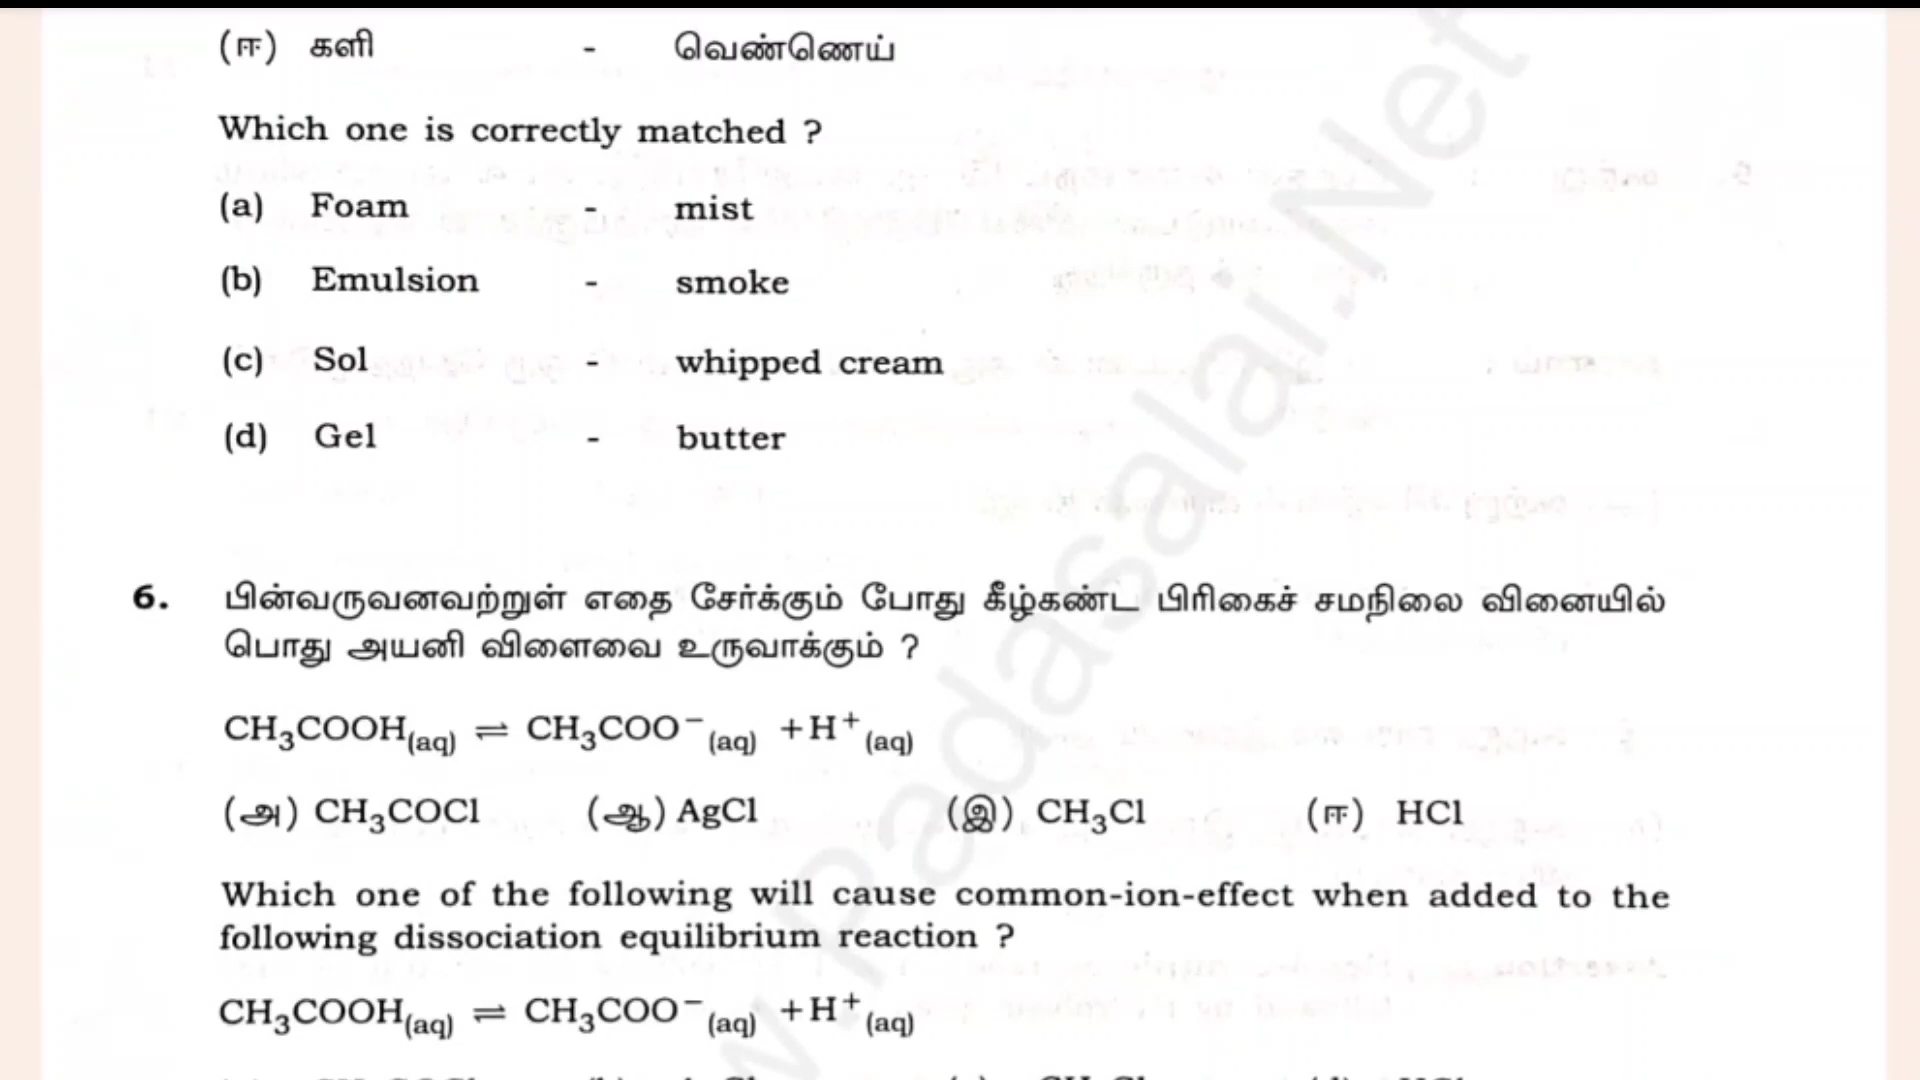 (ஈ) களி - வெண்ணெய்
Which one is correctly matched ?
(a) Foam - mist
(b) Emulsion - smoke
(c) Sol - whipped cream
(d) Gel - butter
6. பின்வருவனவற்றுள் எதை சேர்க்கும் போது கீழ்கண்ட பிரிகைச் சமநிலை வினையில்
பொது அயனி விளைவை உருவாக்கும் ?
CH₃COOH(aq) ⇌ CH₃COO⁻(aq) +H⁺(aq)
(அ) CH₃COCl (ஆ) AgCl (இ) CH₃Cl (ஈ) HCl
Which one of the following will cause common-ion-effect when added to the
following dissociation equilibrium reaction ?
CH₃COOH(aq) ⇌ CH₃COO⁻(aq) +H⁺(aq)
w.Padasalai.Net